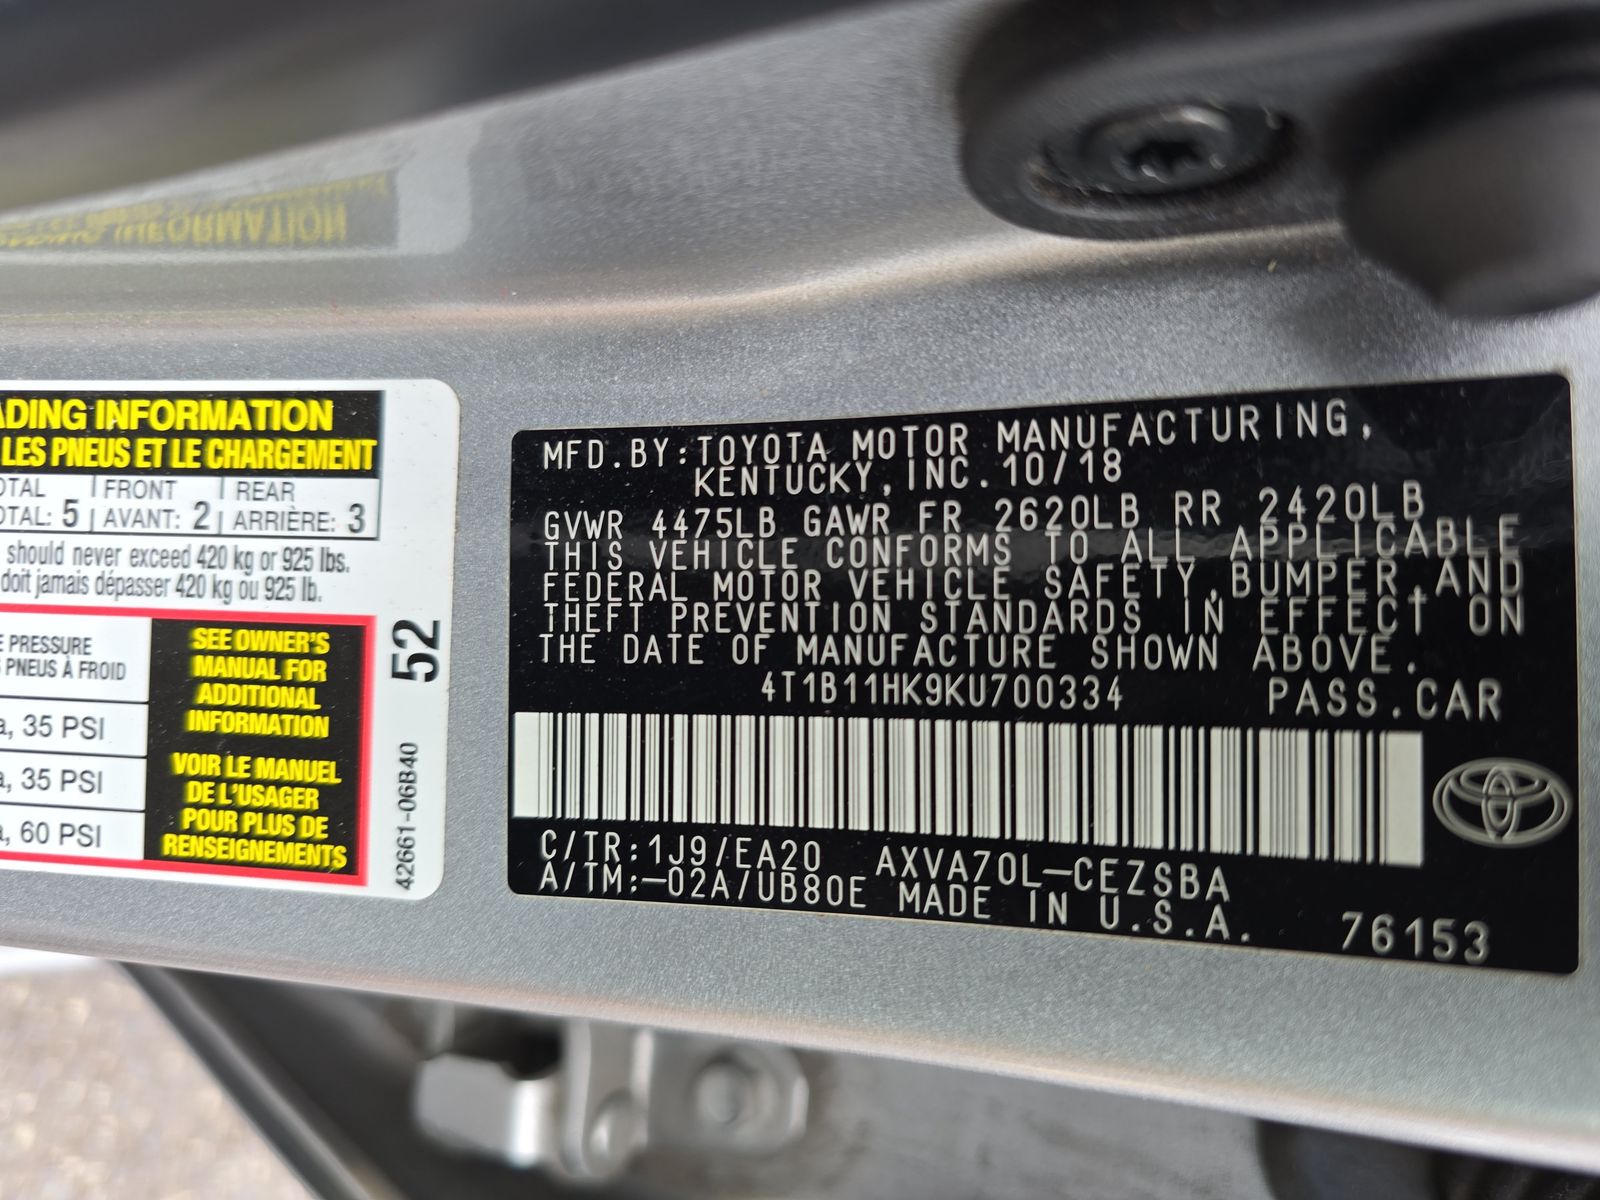 ADING INFORMATION
LES PNEUS ET LE CHARGEMENT
OTAL FRONT REAR
OTAL: 5 AVANT: 2 ARRIÈRE: 3
should never exceed 420 kg or 925 lbs.
doit jamais dépasser 420 kg ou 925 lb.
E PRESSURE
PNEUS À FROID
a, 35 PSI
a, 35 PSI
a, 60 PSI
SEE OWNER'S
MANUAL FOR
ADDITIONAL
INFORMATION
VOIR LE MANUEL
DE L'USAGER
POUR PLUS DE
RENSEIGNEMENTS
52
42661-06B40
MFD.BY:TOYOTA MOTOR MANUFACTURING,
KENTUCKY,INC.10/18
GVWR 4475LB GAWR FR 2620LB RR 2420LB
THIS VEHICLE CONFORMS TO ALL APPLICABLE
FEDERAL MOTOR VEHICLE SAFETY,BUMPER,AND
THEFT PREVENTION STANDARDS IN EFFECT ON
THE DATE OF MANUFACTURE SHOWN ABOVE.
4T1B11HK9KU700334 PASS.CAR
C/TR:1J9/EA20 AXVA70L-CEZSBA
A/TM:-02A/UB80E MADE IN U.S.A.
76153